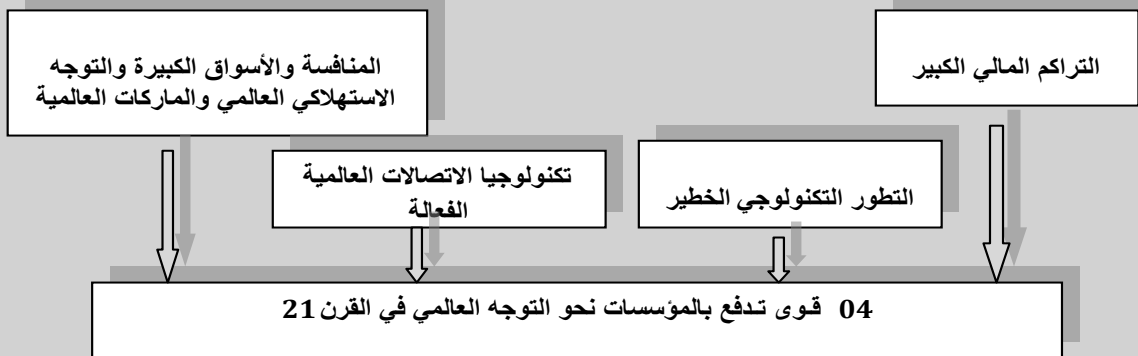 التراكم المالي الكبير
المنافسة والأسواق الكبيرة والتوجه
الاستهلاكي العالمي والماركات العالمية
التطور التكنولوجي الخطير
تكنولوجيا الاتصالات العالمية
الفعالة
04 قوى تدفع بالمؤسسات نحو التوجه العالمي في القرن 21